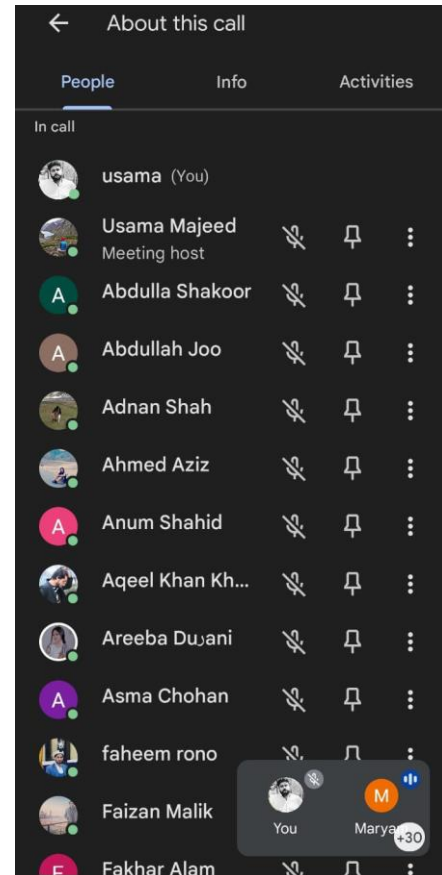 About this call
People Info Activities
In call
usama (You)
Usama Majeed
Meeting host
A Abdulla Shakoor
A Abdullah Joo
Adnan Shah
Ahmed Aziz
A Anum Shahid
Aqeel Khan Kh...
Areeba
A Asma Chohan
faheem rono
Faizan Malik
M
You Marya
+30
F Fakhar Alam